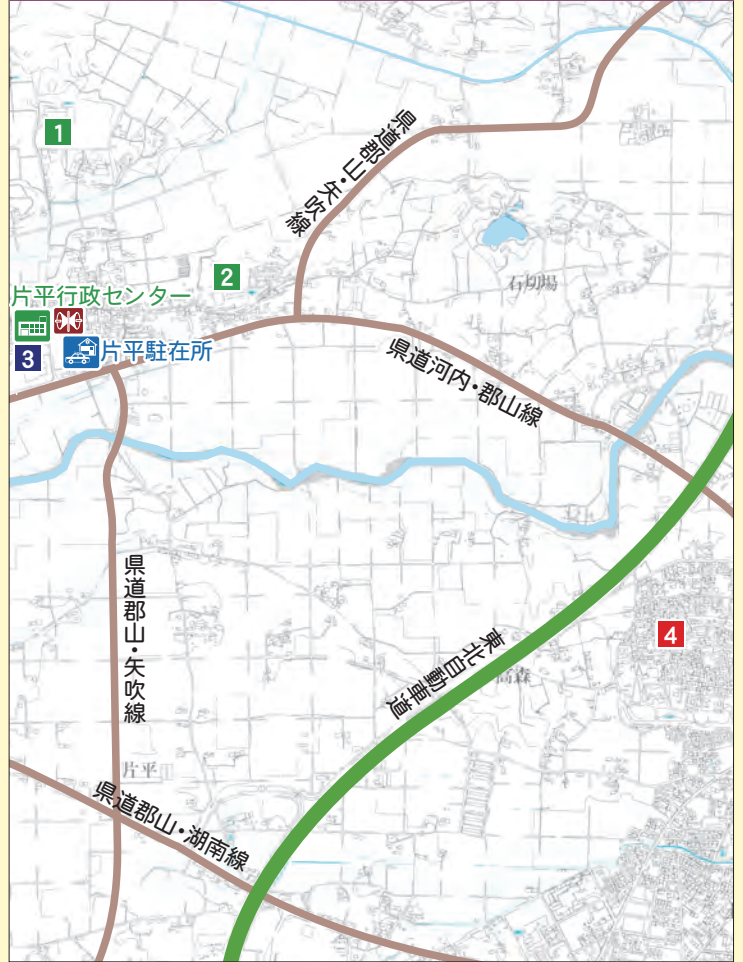 1
県道郡山・矢吹線
石切場
2
片平行政センター
3
片平駐在所
県道河内・郡山線
県道郡山・矢吹線
4
東北自動車道
高森
片平町
県道郡山・湖南線